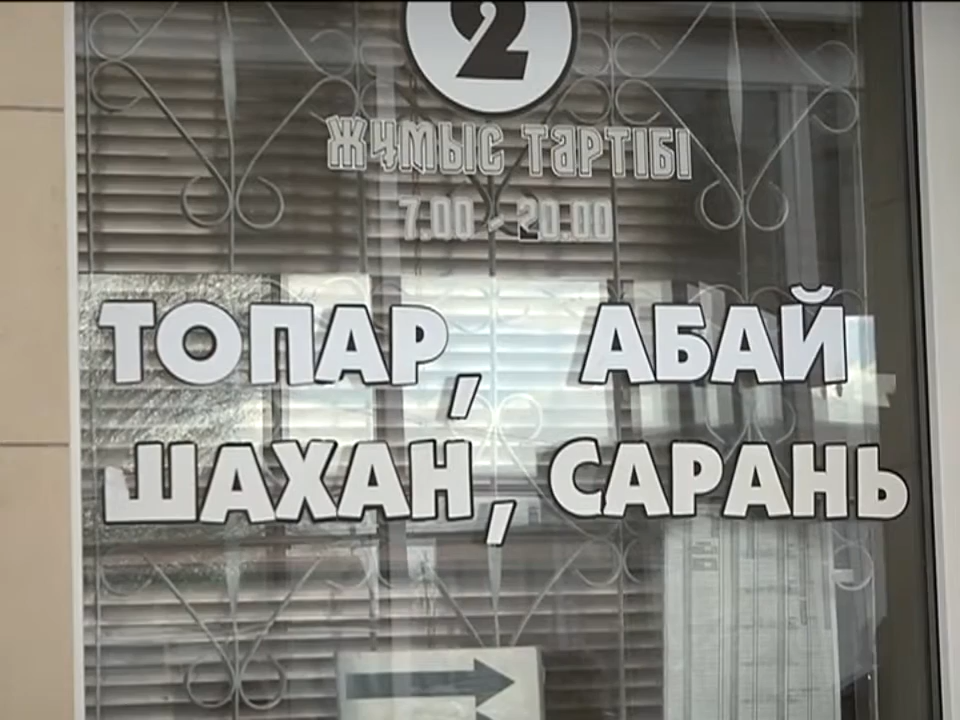 2
ЖҰМЫС ТӘРТІБІ
7.00 - 20.00
ТОПАР, АБАЙ
ШАХАН, САРАНЬ